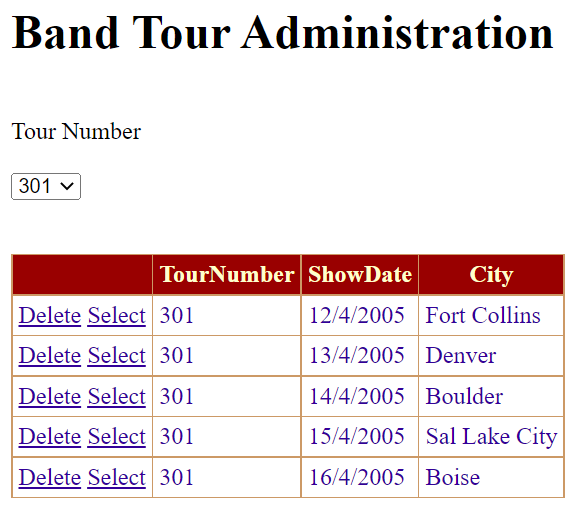 Band Tour Administration
Tour Number
301
TourNumber ShowDate City
Delete Select 301 12/4/2005 Fort Collins
Delete Select 301 13/4/2005 Denver
Delete Select 301 14/4/2005 Boulder
Delete Select 301 15/4/2005 Sal Lake City
Delete Select 301 16/4/2005 Boise